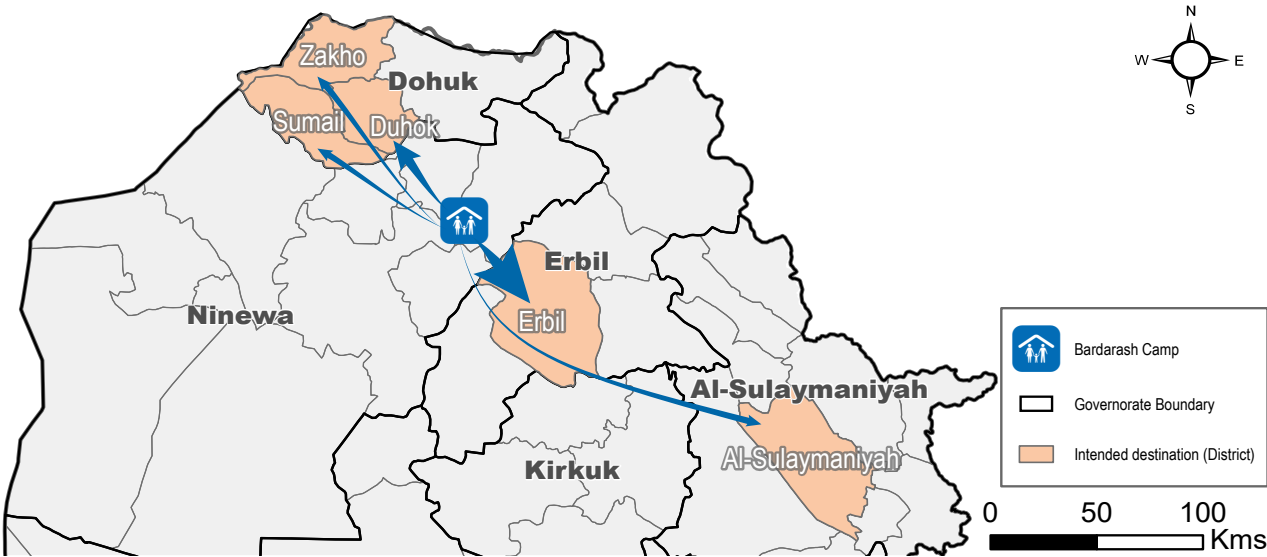 N
W E
S
Zakho
Dohuk
Sumail
Duhok
Erbil
Ninewa
Erbil
Al-Sulaymaniyah
Al-Sulaymaniyah
Kirkuk
Bardarash Camp
Governorate Boundary
Intended destination (District)
0 50 100
Kms